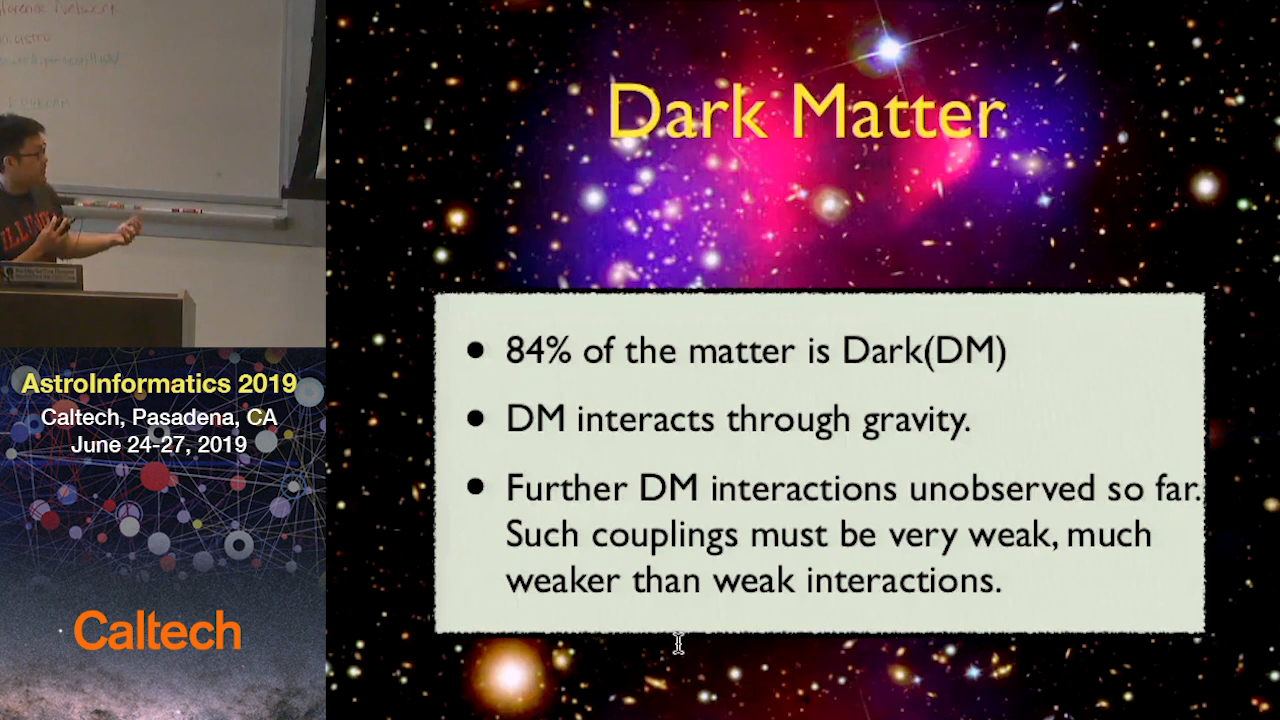 Dark Matter
• 84% of the matter is Dark(DM)
• DM interacts through gravity.
• Further DM interactions unobserved so far.
Such couplings must be very weak, much
weaker than weak interactions.
AstroInformatics 2019
Caltech, Pasadena, CA
June 24-27, 2019
Caltech